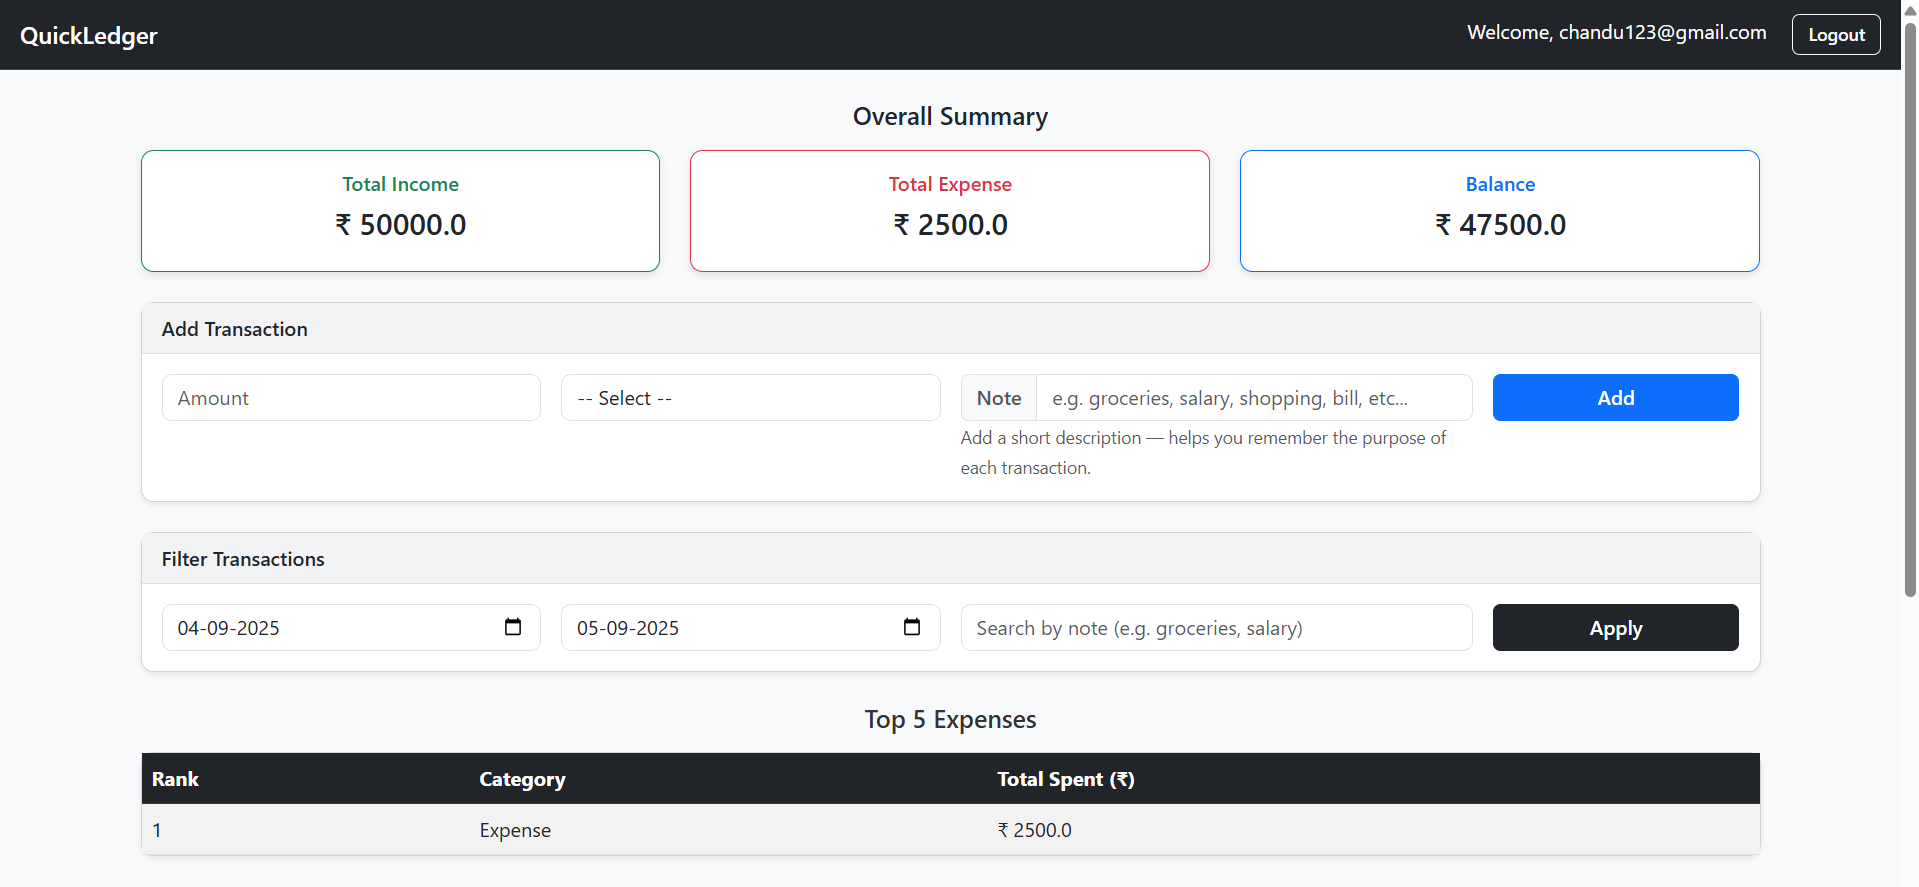 QuickLedger
Welcome, chandu123@gmail.com
Logout
Overall Summary
Total Income
₹ 50000.0
Total Expense
₹ 2500.0
Balance
₹ 47500.0
Add Transaction
Amount
-- Select --
Note
e.g. groceries, salary, shopping, bill, etc...
Add
Add a short description — helps you remember the purpose of
each transaction.
Filter Transactions
04-09-2025
05-09-2025
Search by note (e.g. groceries, salary)
Apply
Top 5 Expenses
Rank Category Total Spent (₹)
1 Expense ₹ 2500.0